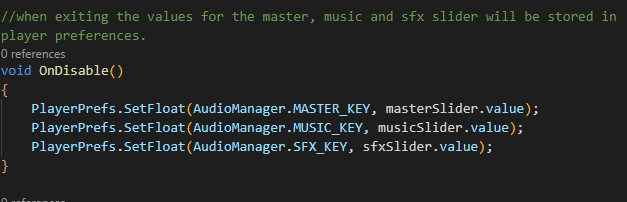 //when exiting the values for the master, music and sfx slider will be stored in
player preferences.
0 references
void OnDisable()
{
PlayerPrefs.SetFloat(AudioManager.MASTER_KEY, masterSlider.value);
PlayerPrefs.SetFloat(AudioManager.MUSIC_KEY, musicSlider.value);
PlayerPrefs.SetFloat(AudioManager.SFX_KEY, sfxSlider.value);
}
0 references